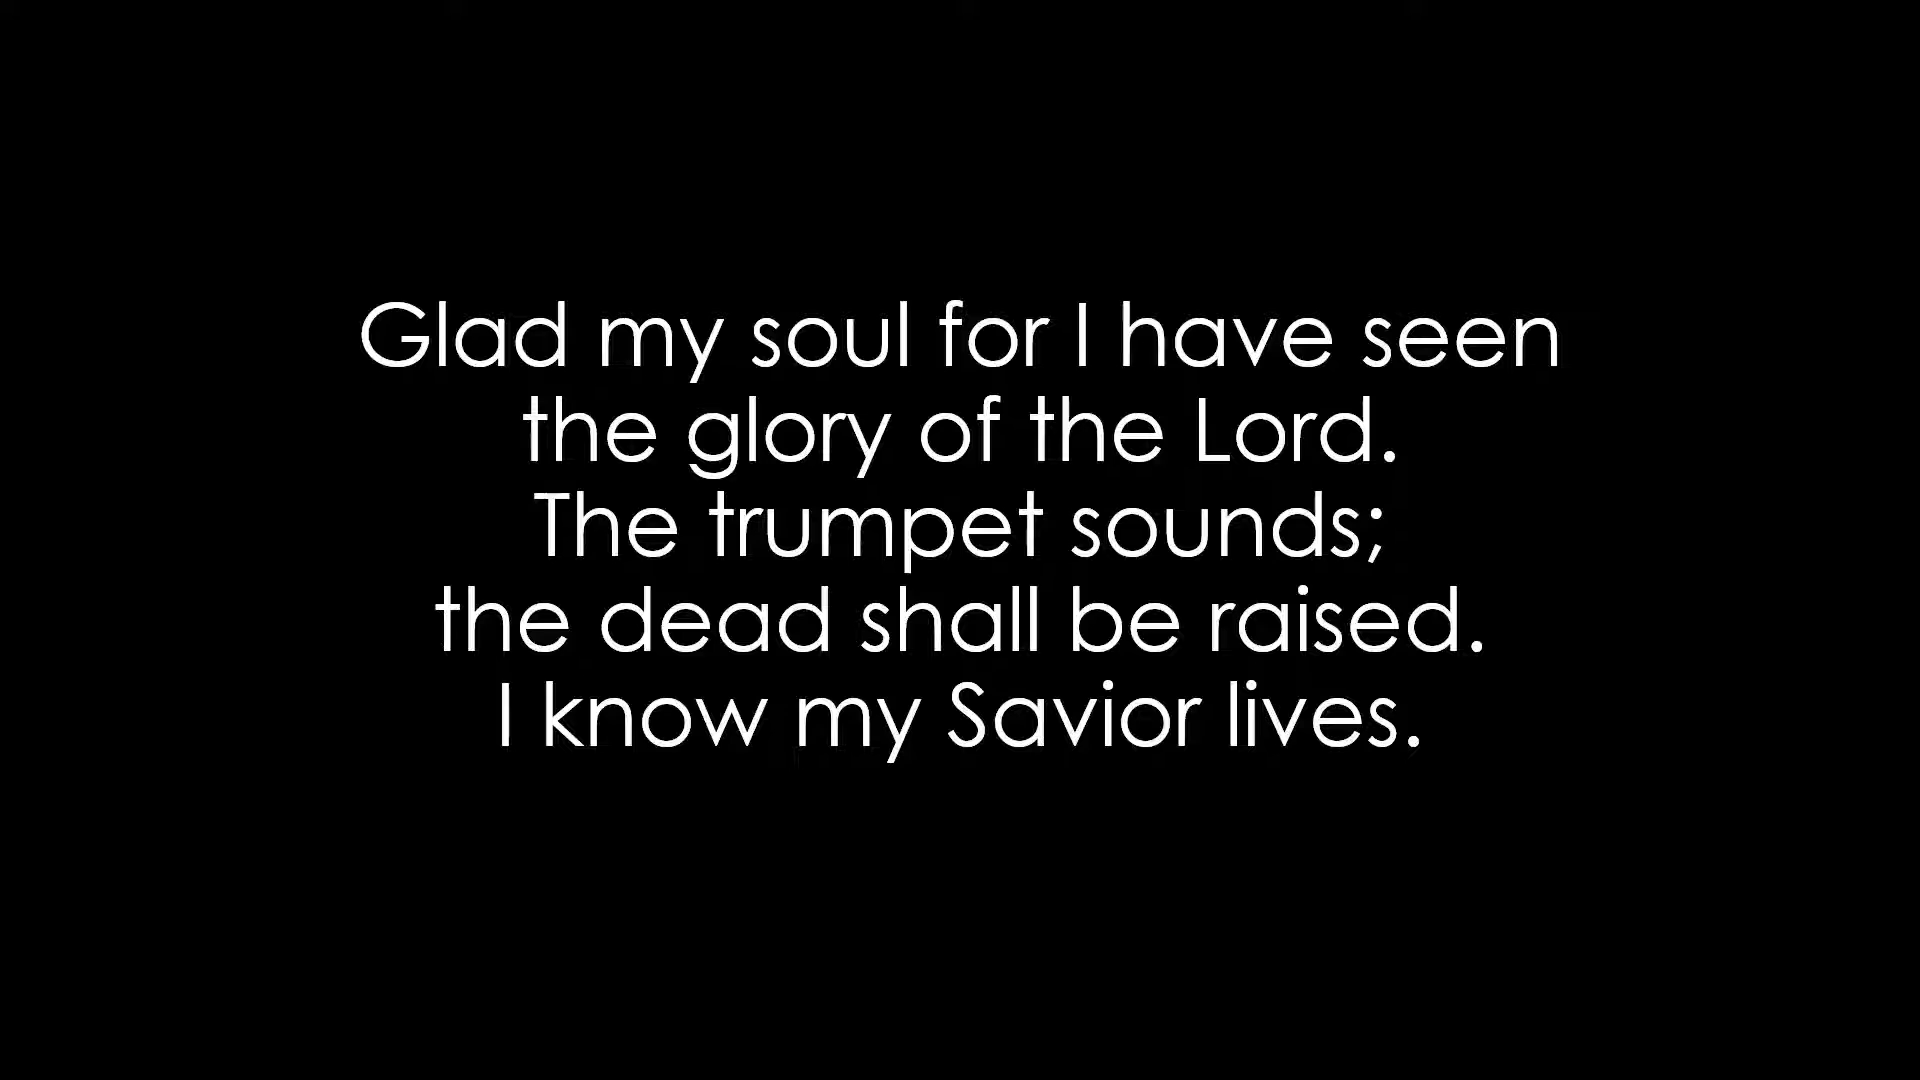 Glad my soul for I have seen
the glory of the Lord.
The trumpet sounds;
the dead shall be raised.
I know my Savior lives.